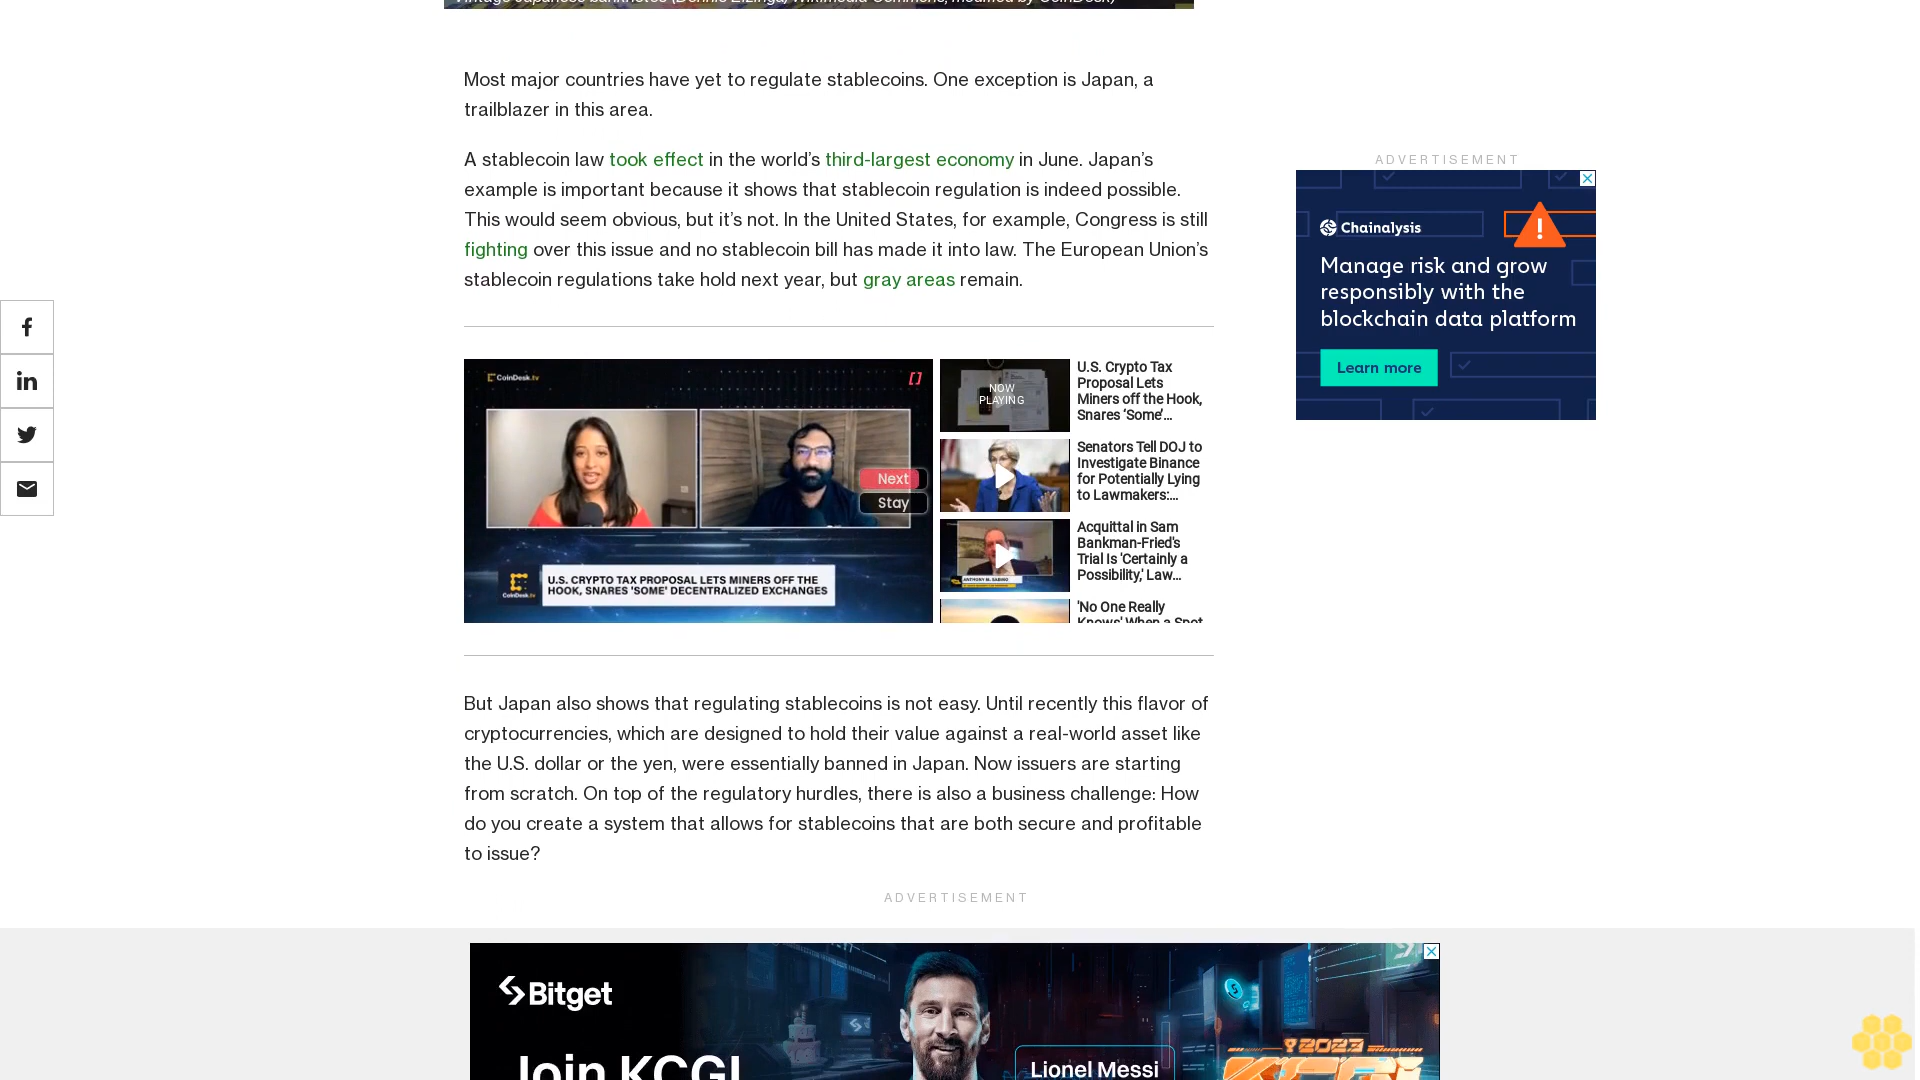 Most major countries have yet to regulate stablecoins. One exception is Japan, a
trailblazer in this area.
A stablecoin law took effect in the world’s third-largest economy in June. Japan’s
example is important because it shows that stablecoin regulation is indeed possible.
This would seem obvious, but it’s not. In the United States, for example, Congress is still
fighting over this issue and no stablecoin bill has made it into law. The European Union’s
stablecoin regulations take hold next year, but gray areas remain.
ADVERTISEMENT
Chainalysis
Manage risk and grow
responsibly with the
blockchain data platform
Learn more
CoinDesk.tv
Next
Stay
CoinDesk.tv
U.S. CRYPTO TAX PROPOSAL LETS MINERS OFF THE
HOOK, SNARES 'SOME' DECENTRALIZED EXCHANGES
NOW
PLAYING
U.S. Crypto Tax
Proposal Lets
Miners off the Hook,
Snares ‘Some’...
Senators Tell DOJ to
Investigate Binance
for Potentially Lying
to Lawmakers:...
Acquittal in Sam
Bankman-Fried's
Trial Is 'Certainly a
Possibility,' Law...
'No One Really
Knows' When a Spot
But Japan also shows that regulating stablecoins is not easy. Until recently this flavor of
cryptocurrencies, which are designed to hold their value against a real-world asset like
the U.S. dollar or the yen, were essentially banned in Japan. Now issuers are starting
from scratch. On top of the regulatory hurdles, there is also a business challenge: How
do you create a system that allows for stablecoins that are both secure and profitable
to issue?
ADVERTISEMENT
Bitget
Join KCGI
Lionel Messi
Y2023
KCGI